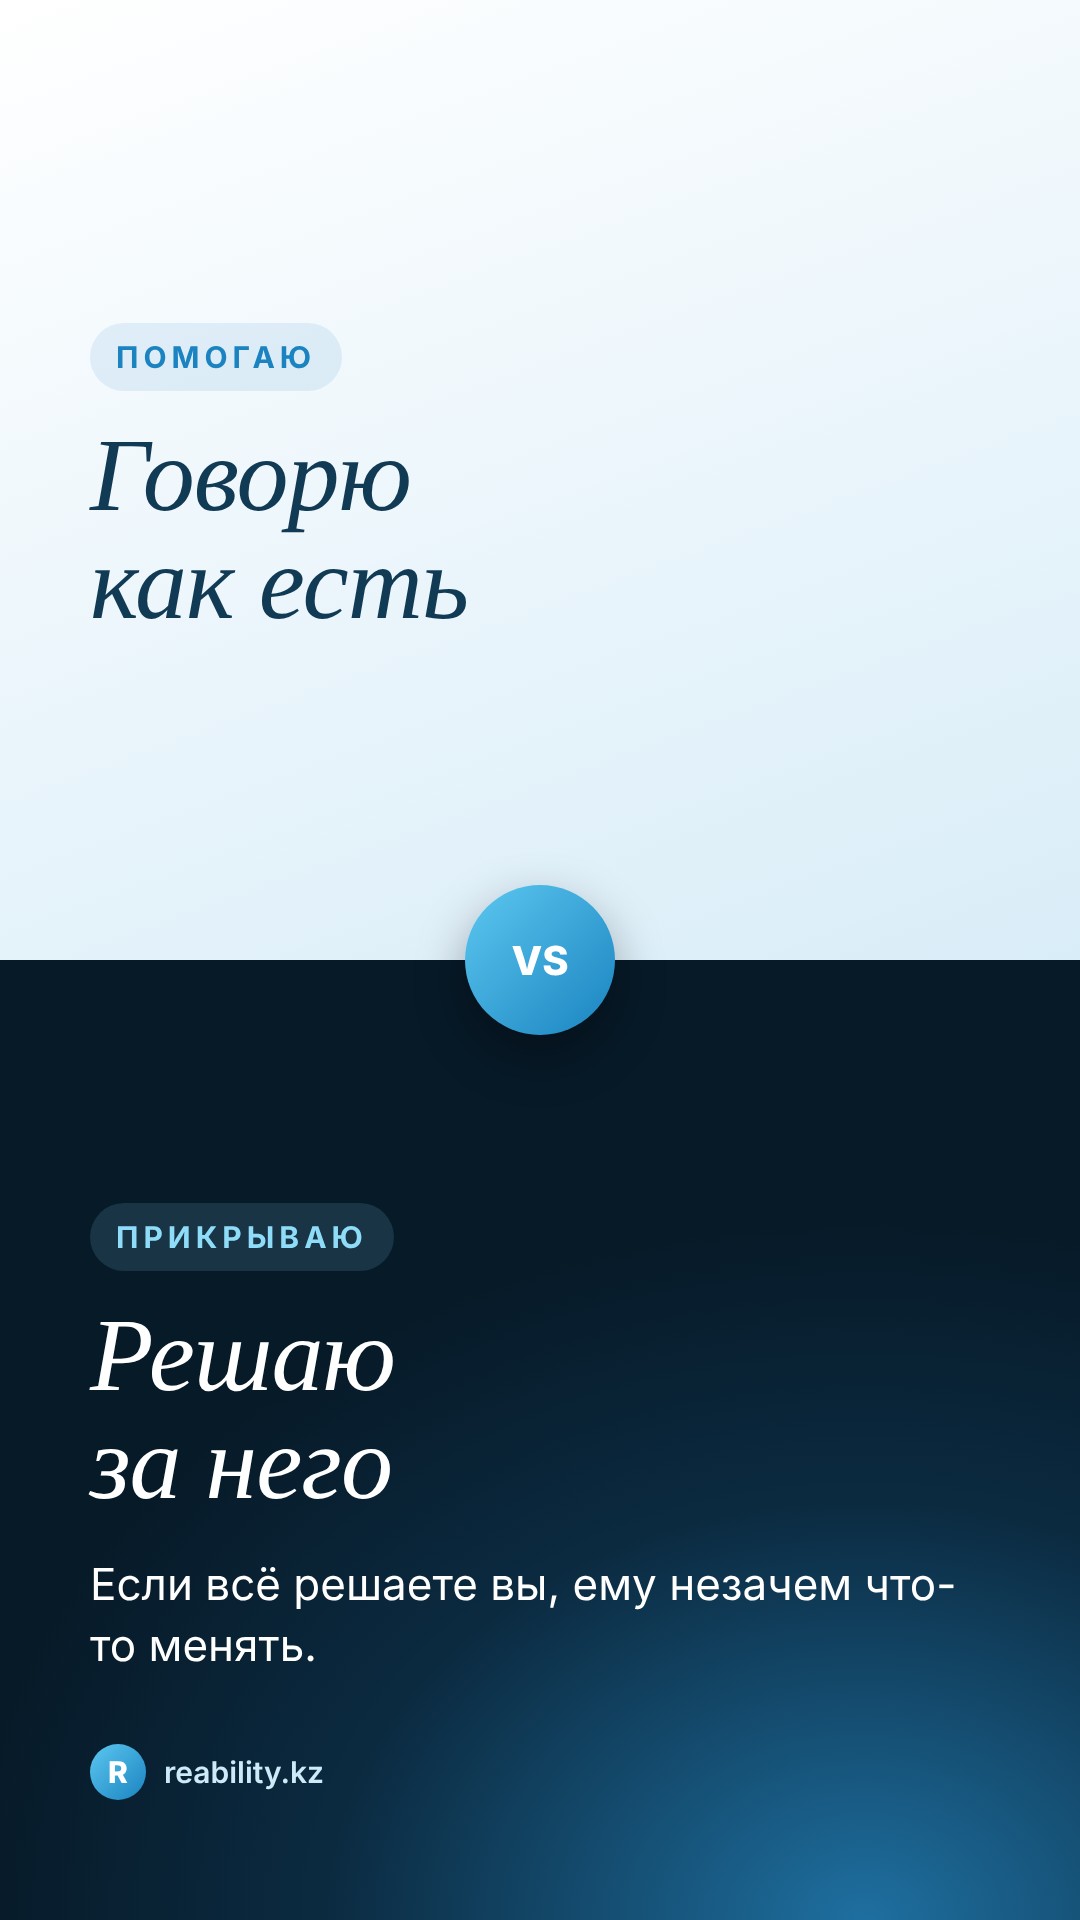 ПОМОГАЮ
Говорю
как есть
VS
ПРИКРЫВАЮ
Решаю
за него
Если всё решаете вы, ему незачем что-
то менять.
R reability.kz